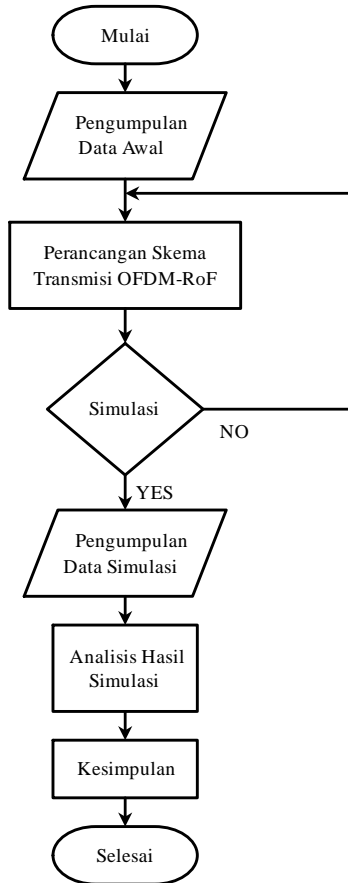 Mulai
Pengumpulan
Data Awal
Perancangan Skema
Transmisi OFDM-RoF
Simulasi
NO
YES
Pengumpulan
Data Simulasi
Analisis Hasil
Simulasi
Kesimpulan
Selesai